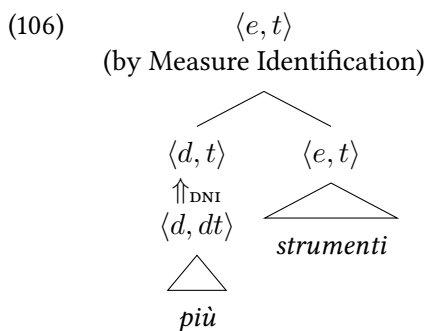 (106) ⟨e, t⟩
(by Measure Identification)
⟨d, t⟩ ⟨e, t⟩
⇑DNI
⟨d, dt⟩
strumenti
più